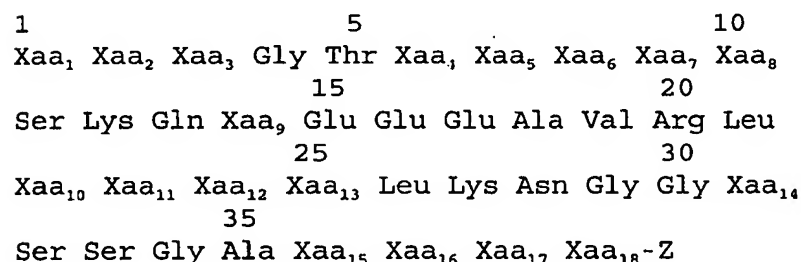 1 5 10
Xaa₁ Xaa₂ Xaa₃ Gly Thr Xaa₄ Xaa₅ Xaa₆ Xaa₇ Xaa₈
15 20
Ser Lys Gln Xaa₉ Glu Glu Glu Ala Val Arg Leu
25 30
Xaa₁₀ Xaa₁₁ Xaa₁₂ Xaa₁₃ Leu Lys Asn Gly Gly Xaa₁₄
35
Ser Ser Gly Ala Xaa₁₅ Xaa₁₆ Xaa₁₇ Xaa₁₈-Z